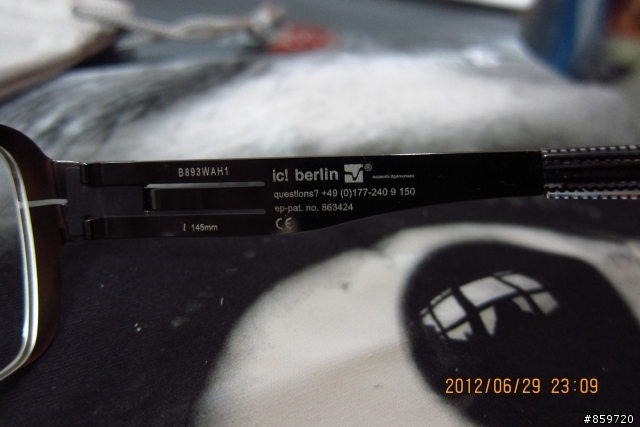 B893WAH1
ic! berlin ®
questions? +49 (0)177-240 9 150
ep-pat. no. 863424
CE
l 145mm
2012/06/29 23:09
#859720